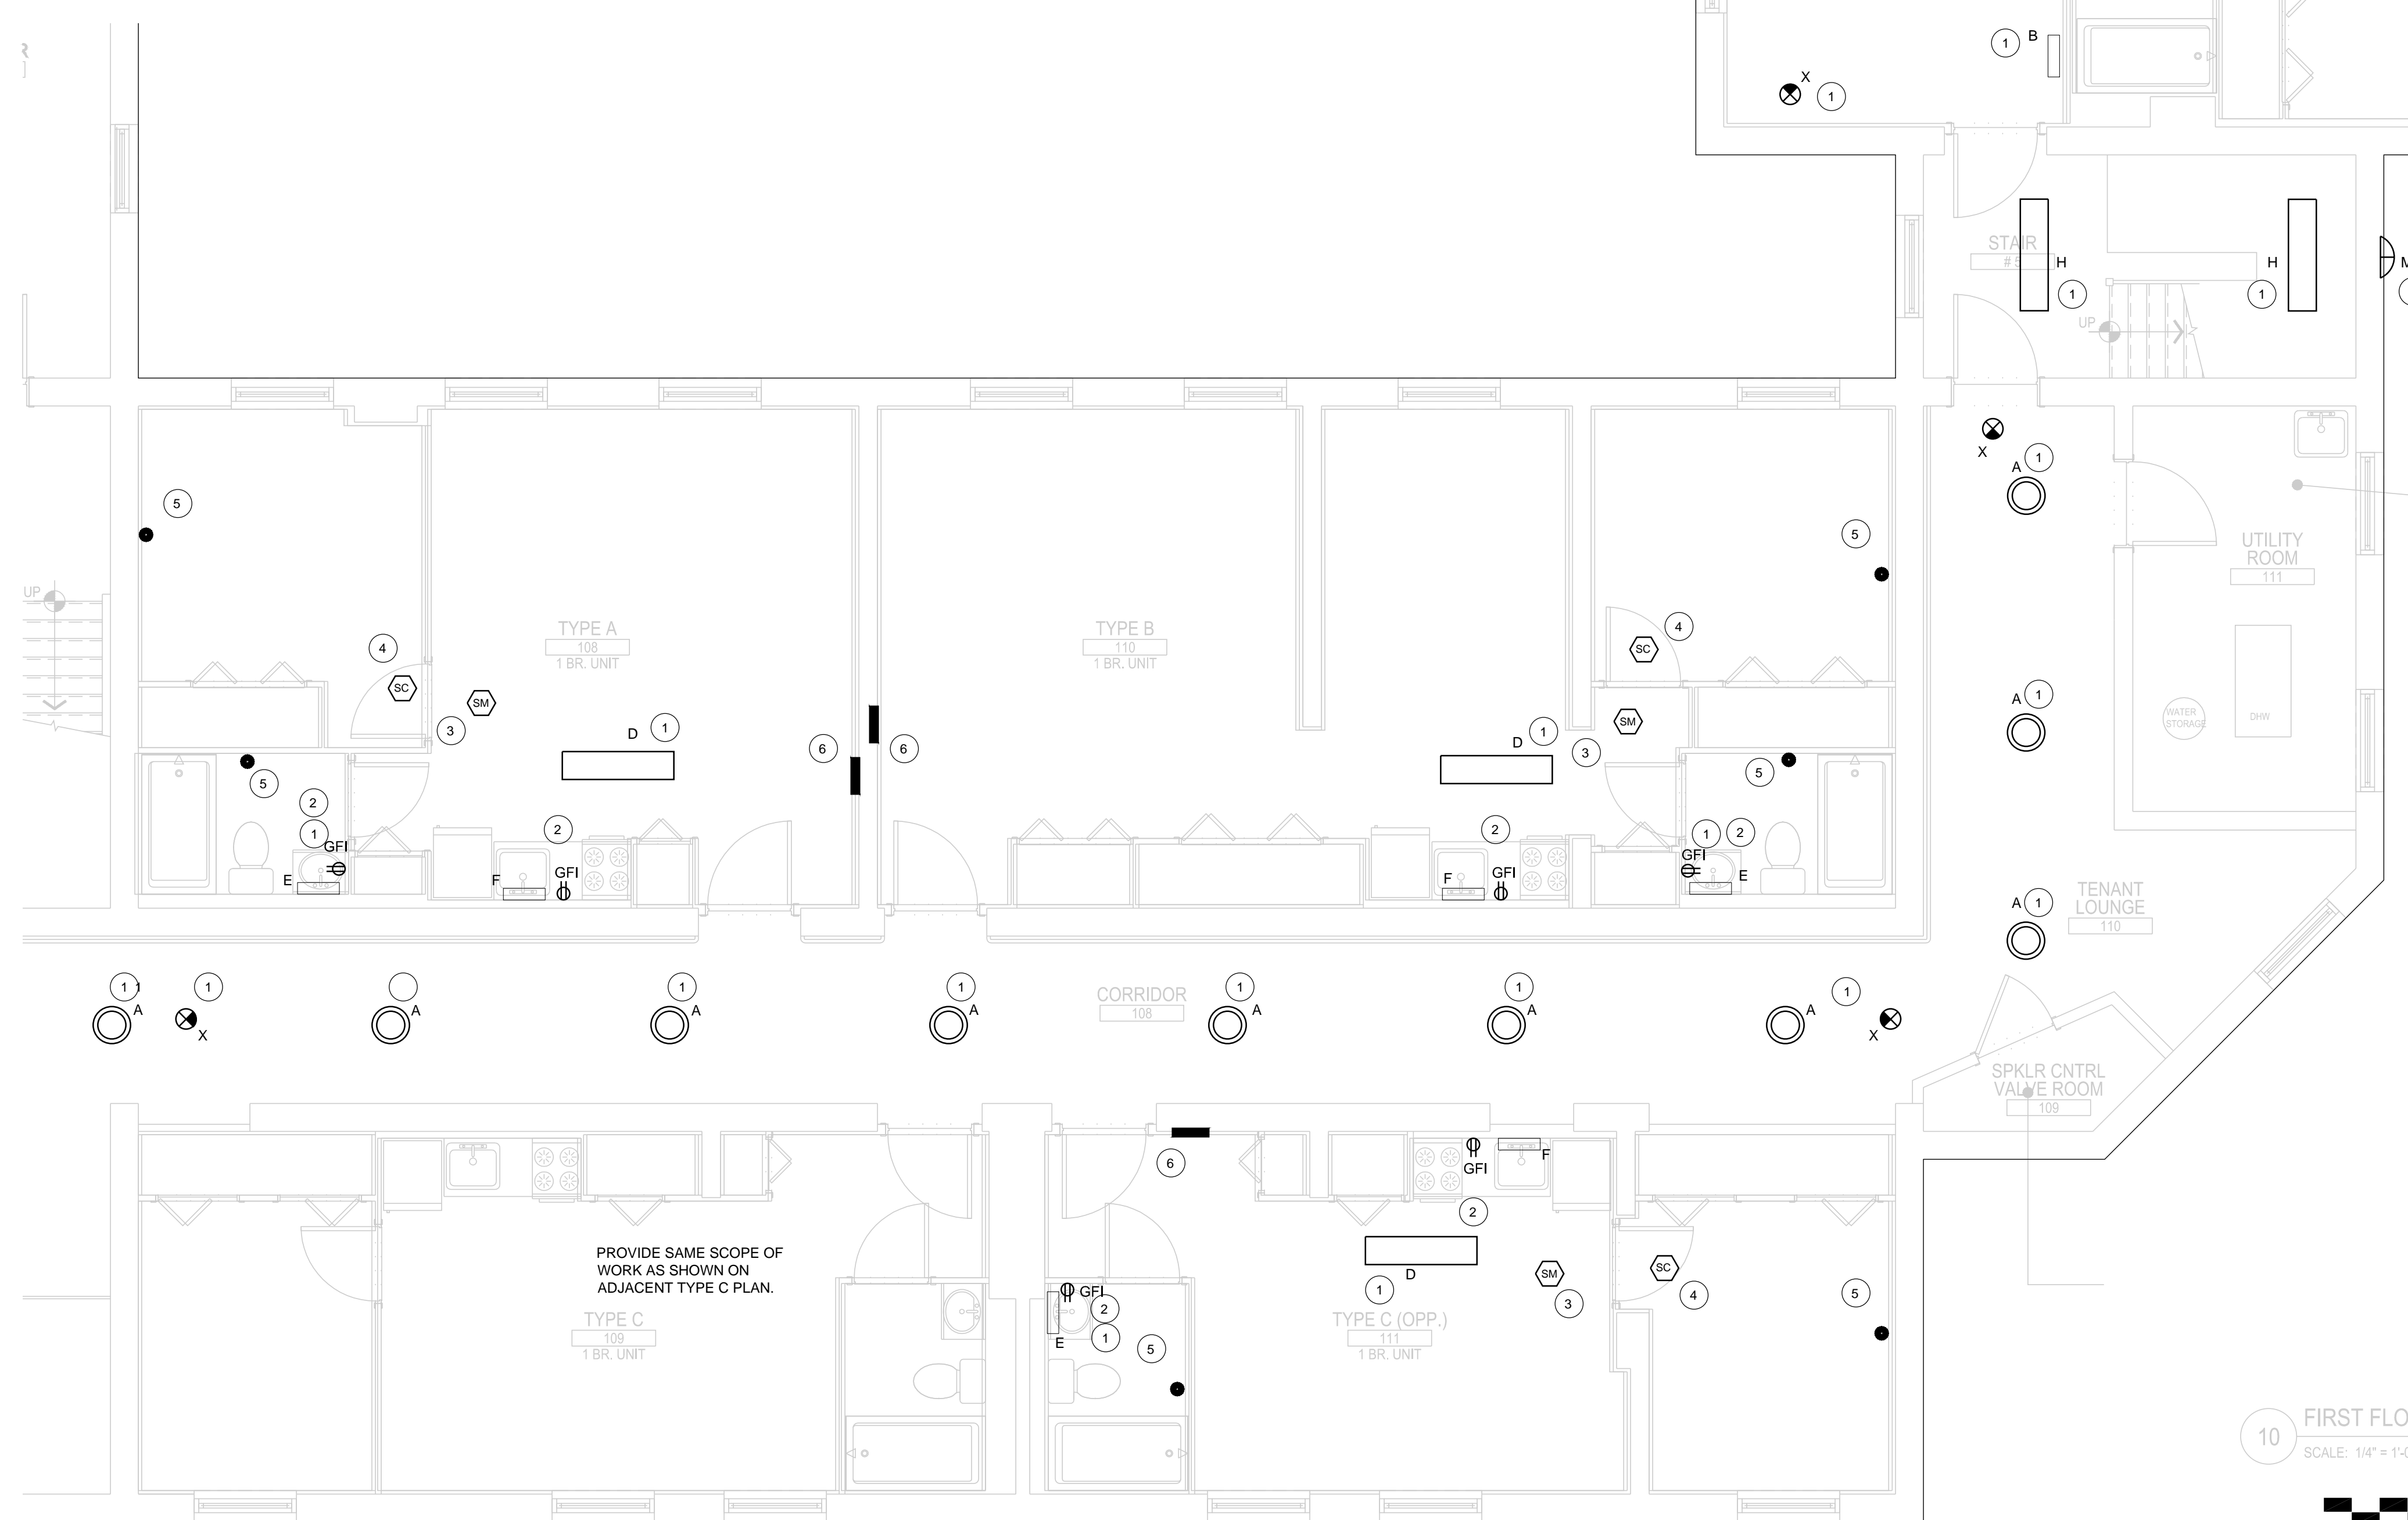 R
B
1
X
1
STAIR
# 5
H
1
H
1
M
UP
X
A
1
5
5
UTILITY
ROOM
111
UP
TYPE A
108
1 BR. UNIT
TYPE B
110
1 BR. UNIT
4
SC
SM
3
D
1
6
6
D
1
3
SM
SC
4
A
1
WATER
STORAGE
DHW
5
2
1
GFI
E
2
GFI
F
2
GFI
F
5
1
2
GFI
E
A
1
TENANT
LOUNGE
110
1 1
A
1
X
A
1
A
1
A
CORRIDOR
108
1
A
1
A
A
1
X
SPKLR CNTRL
VALVE ROOM
109
6
GFI
F
2
PROVIDE SAME SCOPE OF
WORK AS SHOWN ON
ADJACENT TYPE C PLAN.
TYPE C
109
1 BR. UNIT
GFI
2
1
E
5
D
1
TYPE C (OPP.)
111
1 BR. UNIT
SM
3
SC
4
5
10
FIRST FLO
SCALE: 1/4" = 1'-0